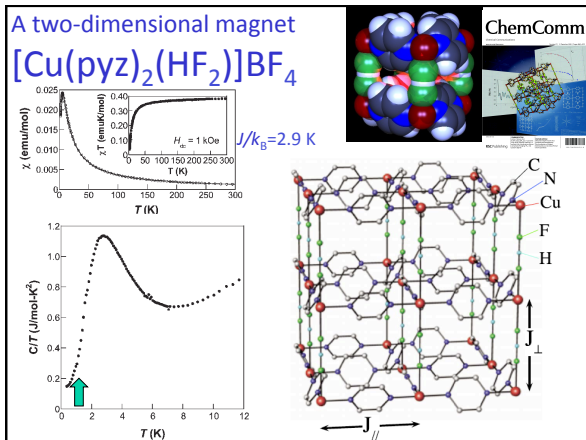 A two-dimensional magnet
[Cu(pyz)2(HF2)]BF4
ChemComm
χ (emu/mol)
0.025
0.020
0.015
0.010
0.005
0.000
0 50 100 150 200 250 300
T (K)
χT (emuK/mol)
0.40
0.30
0.20
0.10
0.00
0 50 100 150 200 250 300
T (K)
Hdc = 1 kOe
J/kB=2.9 K
C/T (J/mol-K²)
1.2
1.0
0.8
0.6
0.4
0.2
0.0
0 2 4 6 8 10 12
T (K)
C
N
Cu
F
H
J⊥
J//